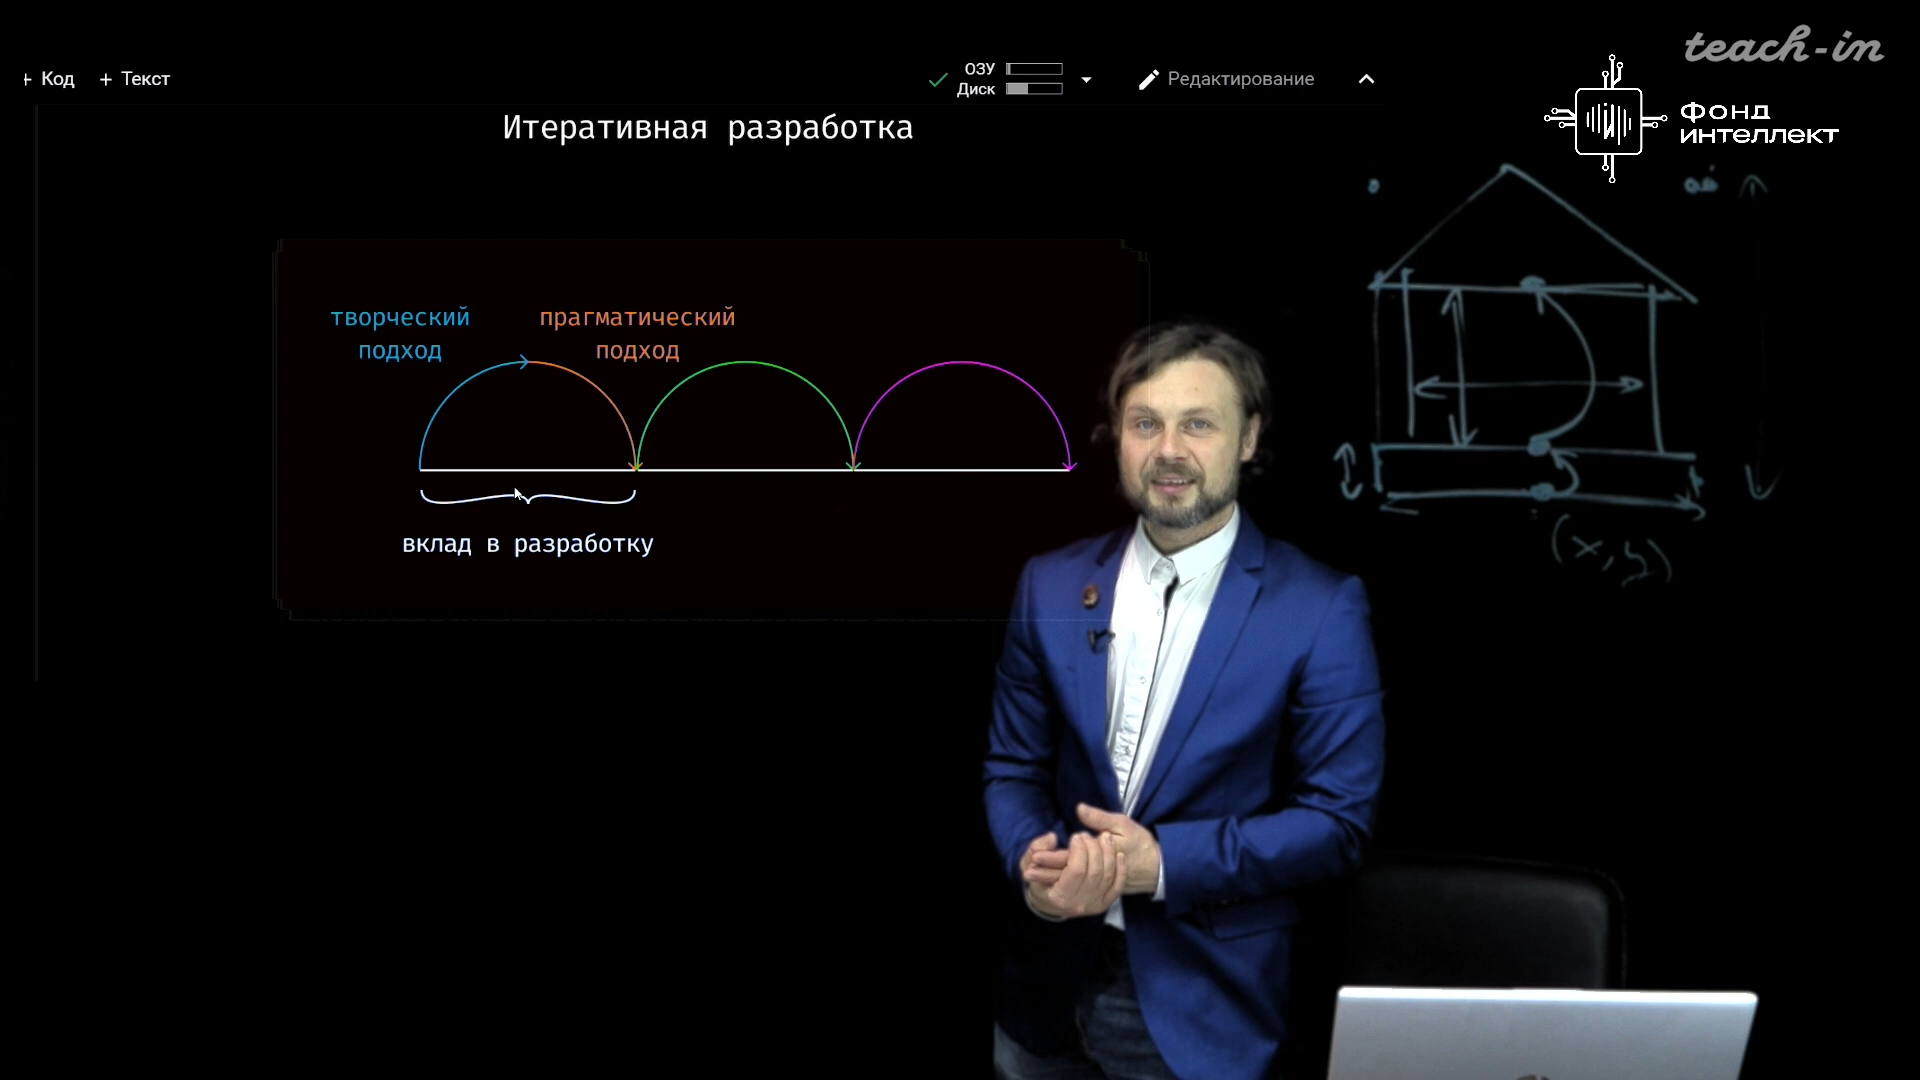 teach-in
+ Код + Текст
ОЗУ
Диск
Редактирование
Фонд
интеллект
Итеративная разработка
творческий
подход
прагматический
подход
вклад в разработку
(x,y)